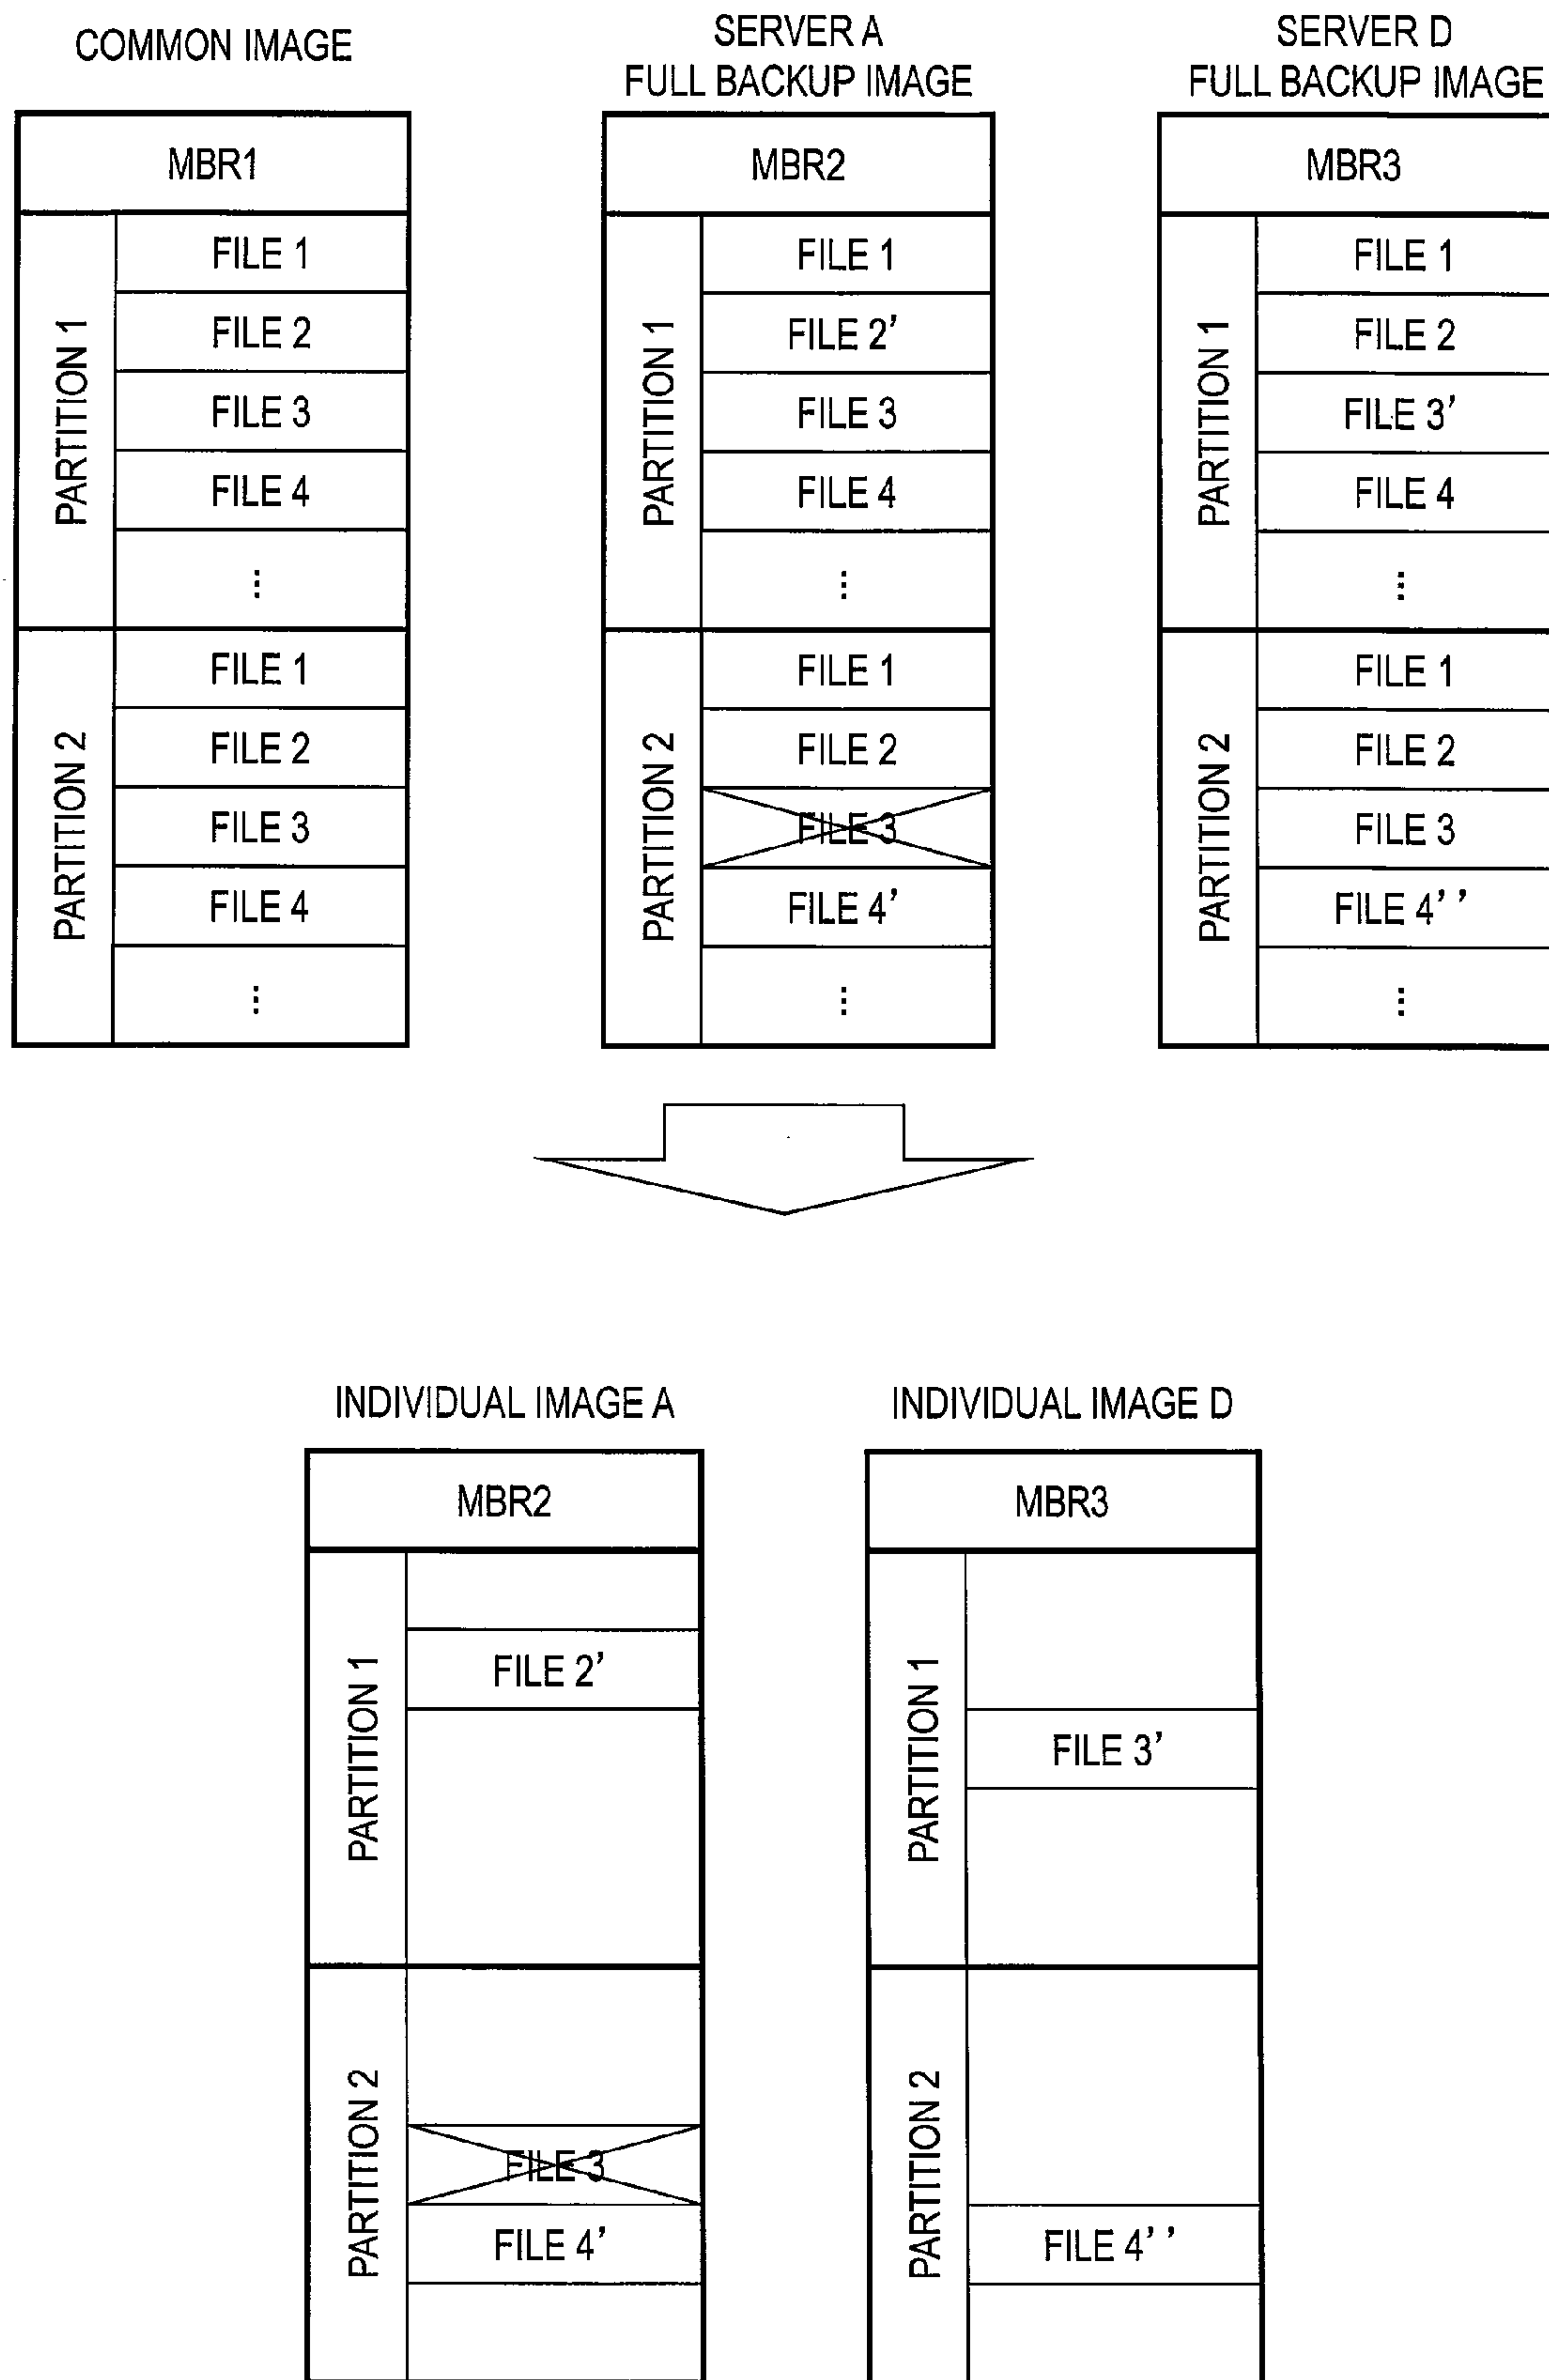 COMMON IMAGE
MBR1
PARTITION 1
FILE 1
FILE 2
FILE 3
FILE 4
⋮
PARTITION 2
FILE 1
FILE 2
FILE 3
FILE 4
⋮
SERVER A
FULL BACKUP IMAGE
MBR2
PARTITION 1
FILE 1
FILE 2'
FILE 3
FILE 4
⋮
PARTITION 2
FILE 1
FILE 2
FILE 3
FILE 4'
⋮
SERVER D
FULL BACKUP IMAGE
MBR3
PARTITION 1
FILE 1
FILE 2
FILE 3'
FILE 4
⋮
PARTITION 2
FILE 1
FILE 2
FILE 3
FILE 4''
⋮
INDIVIDUAL IMAGE A
MBR2
PARTITION 1
FILE 2'
PARTITION 2
FILE 3
FILE 4'
INDIVIDUAL IMAGE D
MBR3
PARTITION 1
FILE 3'
PARTITION 2
FILE 4''